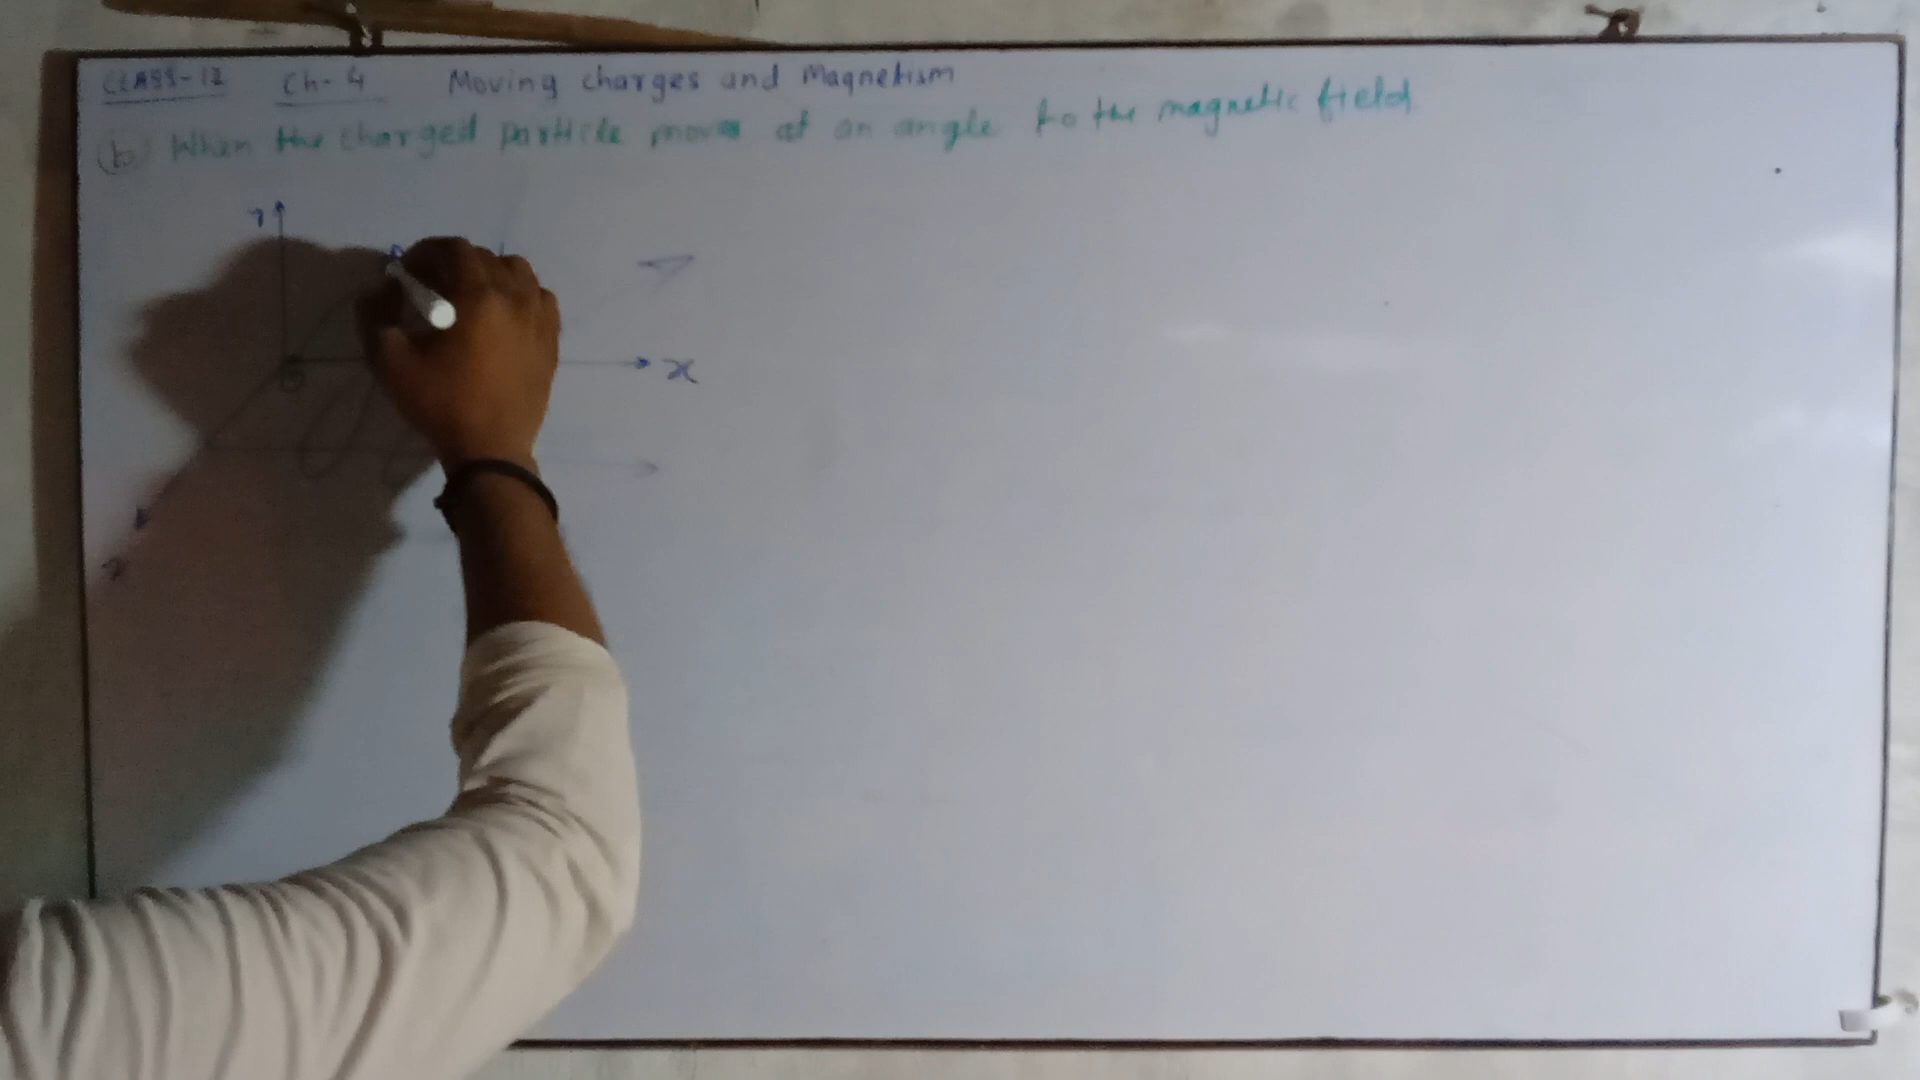 CLASS-12 Ch-4 Moving charges and Magnetism
(b) When the charged particle moves at an angle to the magnetic field
y
x
O
z